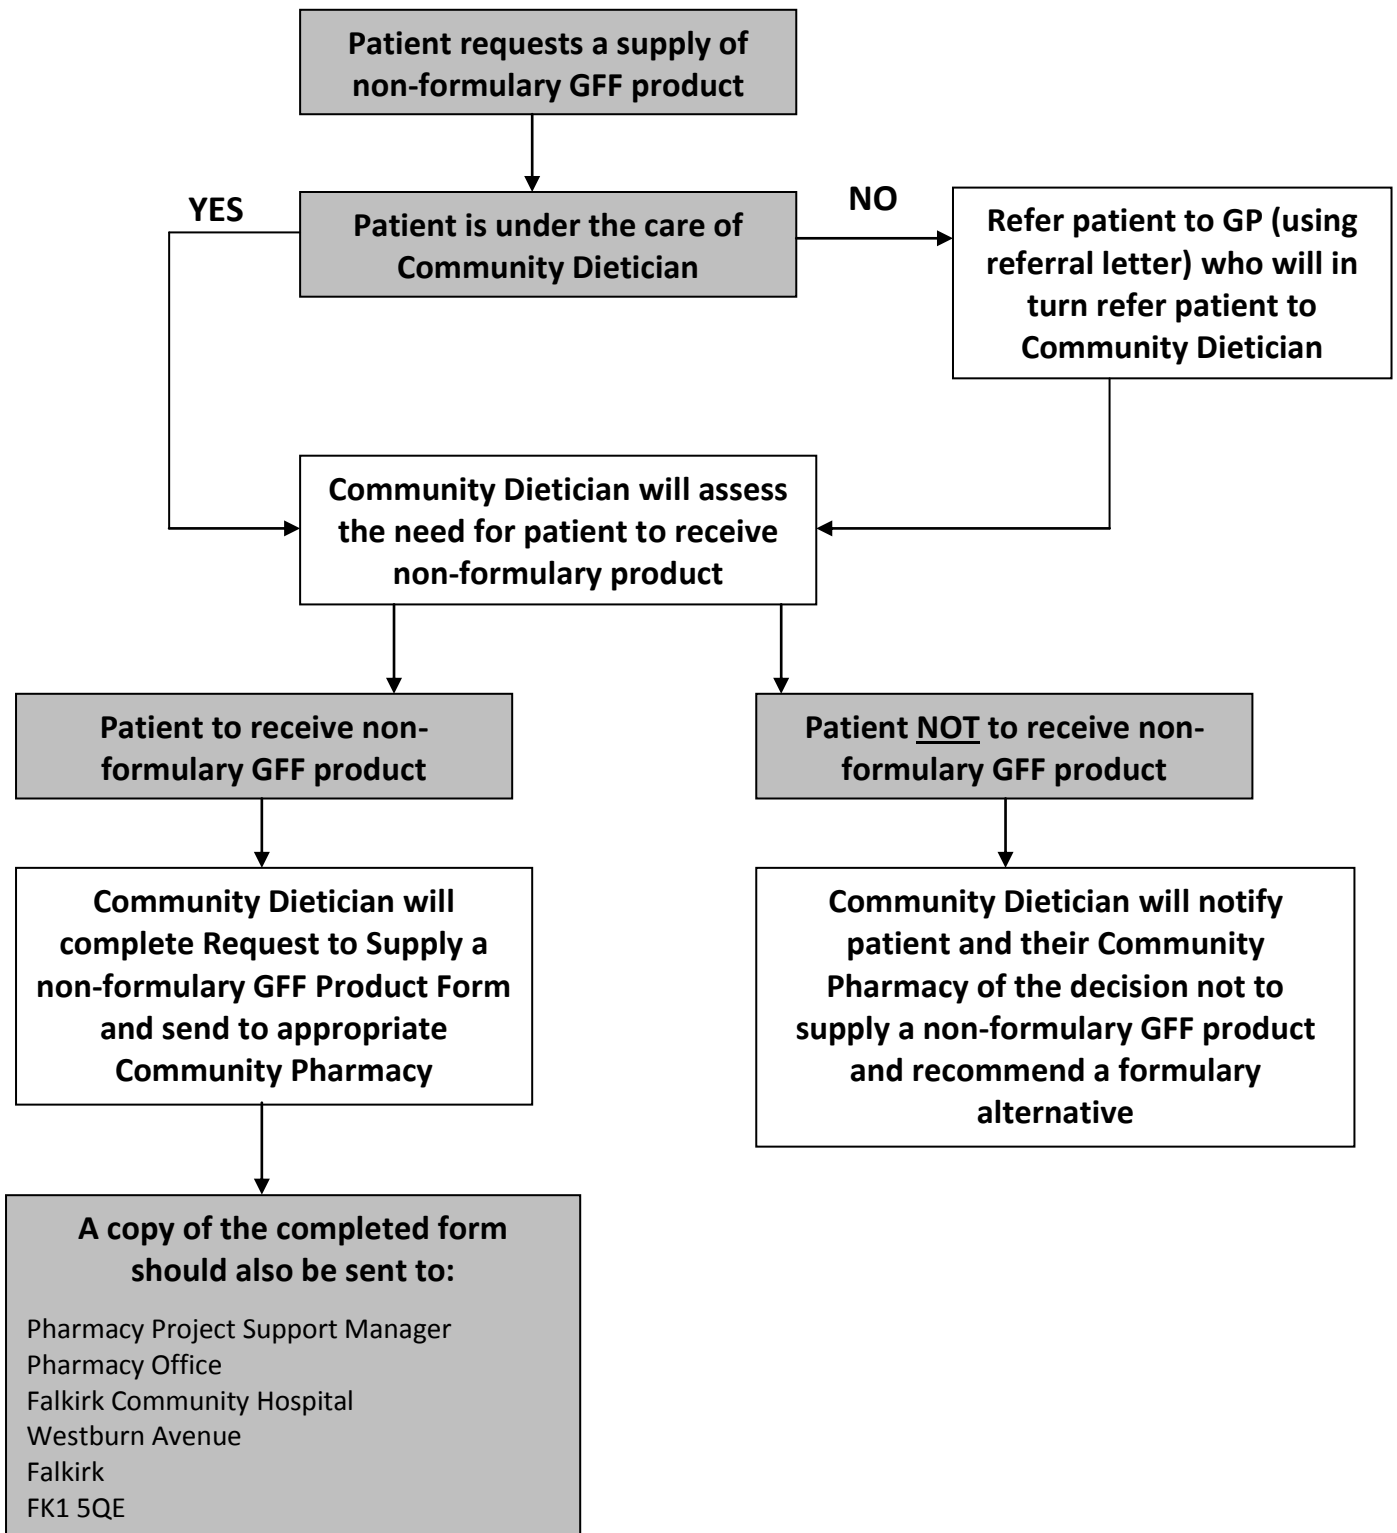 Patient requests a supply of
non-formulary GFF product
YES
Patient is under the care of
Community Dietician
NO
Refer patient to GP (using
referral letter) who will in
turn refer patient to
Community Dietician
Community Dietician will assess
the need for patient to receive
non-formulary product
Patient to receive non-
formulary GFF product
Patient NOT to receive non-
formulary GFF product
Community Dietician will
complete Request to Supply a
non-formulary GFF Product Form
and send to appropriate
Community Pharmacy
Community Dietician will notify
patient and their Community
Pharmacy of the decision not to
supply a non-formulary GFF product
and recommend a formulary
alternative
A copy of the completed form
should also be sent to:
Pharmacy Project Support Manager
Pharmacy Office
Falkirk Community Hospital
Westburn Avenue
Falkirk
FK1 5QE